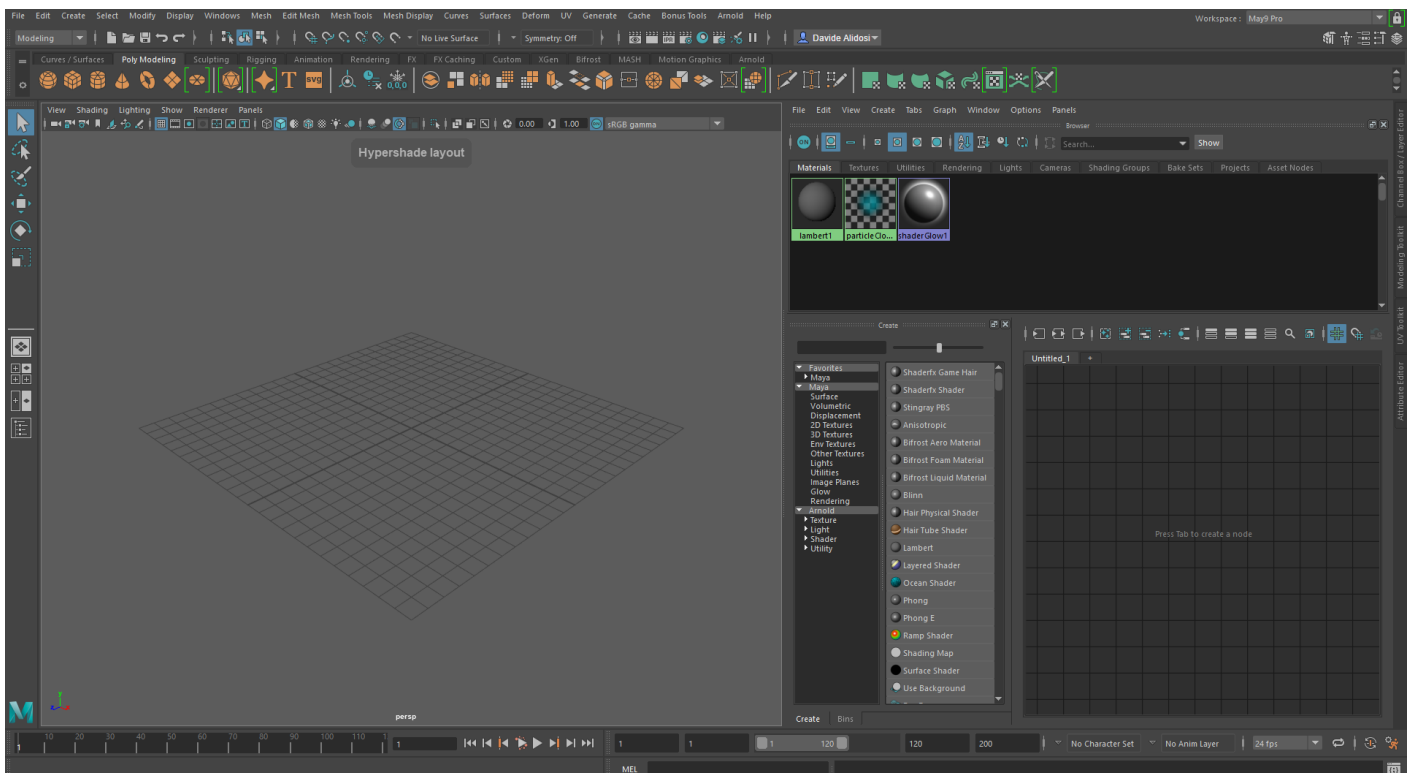 File Edit Create Select Modify Display Windows Mesh Edit Mesh Mesh Tools Mesh Display Curves Surfaces Deform UV Generate Cache Bonus Tools Arnold Help
Workspace : May9 Pro
Modeling No Live Surface Symmetry: Off Davide Alidosi
Curves / Surfaces Poly Modeling Sculpting Rigging Animation Rendering FX FX Caching Custom XGen Bifrost MASH Motion Graphics Arnold
T svg 0,0,0
View Shading Lighting Show Renderer Panels
0.00 1.00 sRGB gamma
Hypershade layout
persp
File Edit View Create Tabs Graph Window Options Panels
Browser
ON Search... Show
Materials Textures Utilities Rendering Lights Cameras Shading Groups Bake Sets Projects Asset Nodes
lambert1 particleClo... shaderGlow1
Create
Favorites
Maya
Maya
Surface
Volumetric
Displacement
2D Textures
3D Textures
Env Textures
Other Textures
Lights
Utilities
Image Planes
Glow
Rendering
Arnold
Texture
Light
Shader
Utility
Shaderfx Game Hair
Shaderfx Shader
Stingray PBS
Anisotropic
Bifrost Aero Material
Bifrost Foam Material
Bifrost Liquid Material
Blinn
Hair Physical Shader
Hair Tube Shader
Lambert
Layered Shader
Ocean Shader
Phong
Phong E
Ramp Shader
Shading Map
Surface Shader
Use Background
Create Bins
Untitled_1 +
Press Tab to create a node
Channel Box / Layer Editor
Modeling Toolkit
UV Toolkit
Attribute Editor
1 10 20 30 40 50 60 70 80 90 100 110 1
1 1 1 120 120 200 No Character Set No Anim Layer 24 fps
MEL